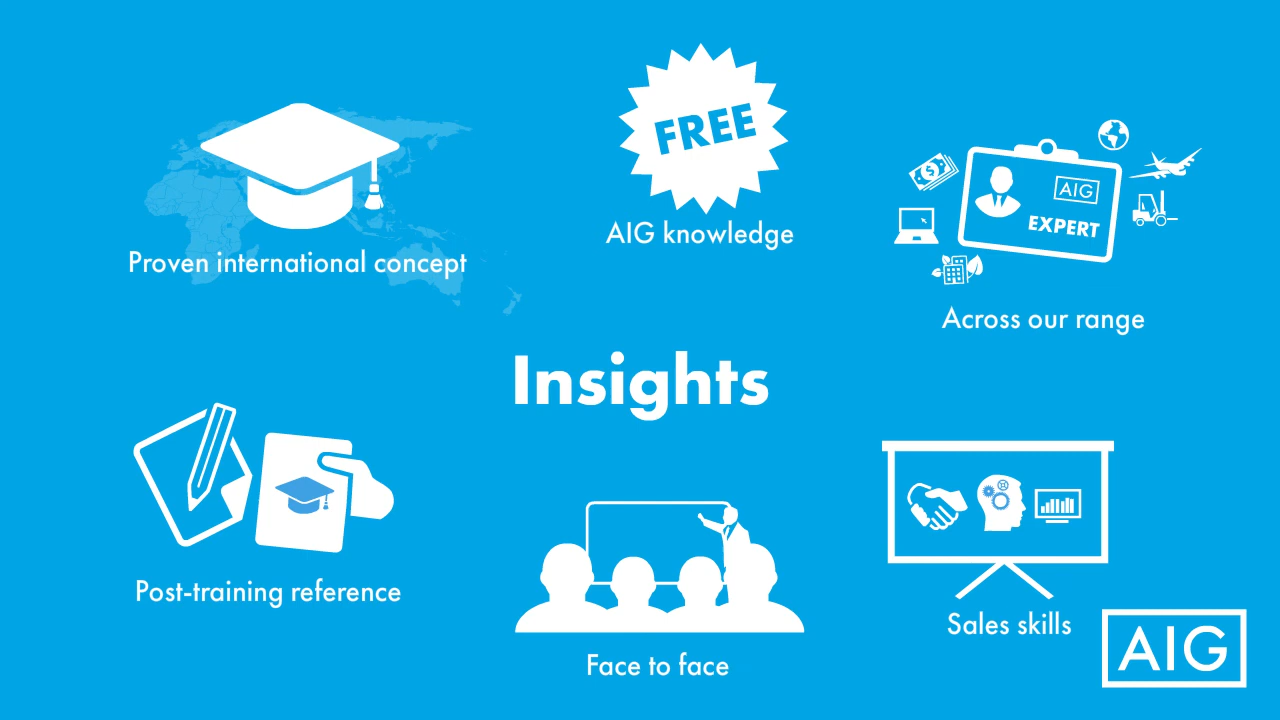 FREE
AIG knowledge
Proven international concept
AIG
EXPERT
Across our range
Insights
Post-training reference
Face to face
Sales skills
AIG